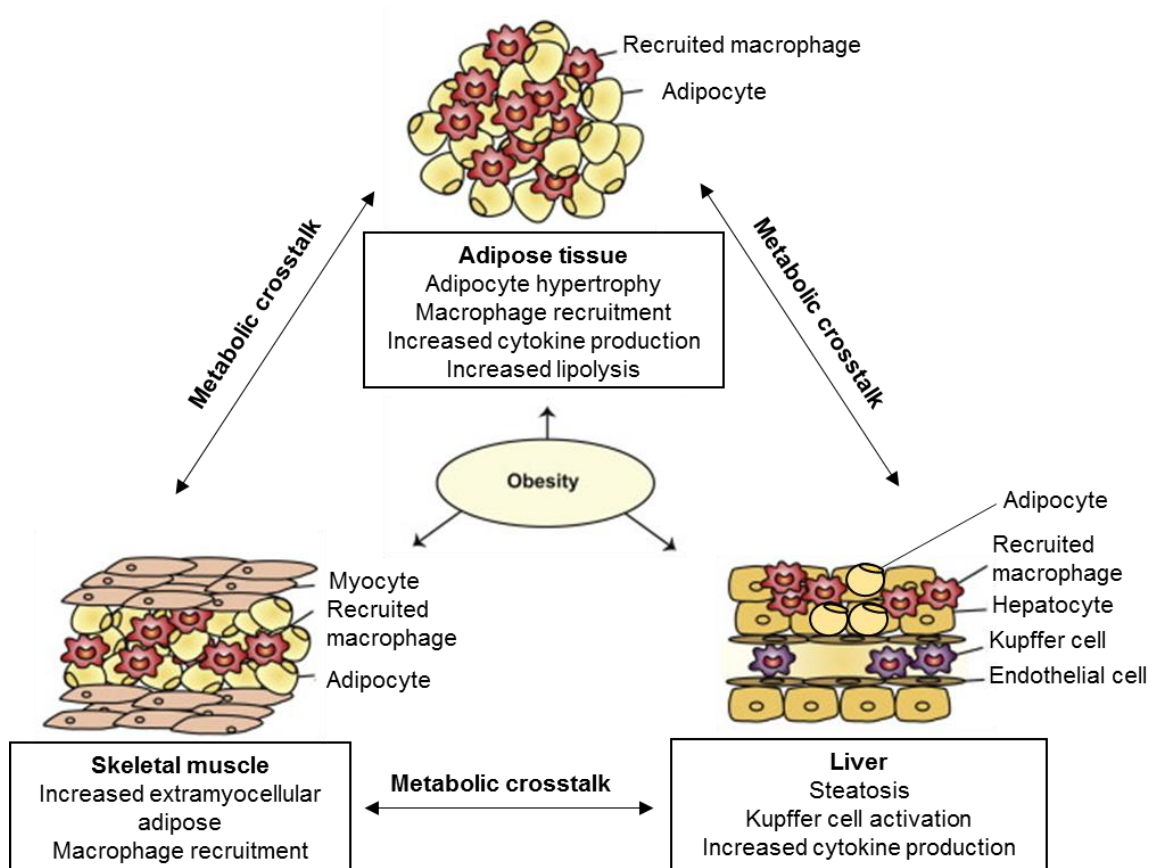 Recruited macrophage
Adipocyte
Metabolic crosstalk
Metabolic crosstalk
Adipose tissue
Adipocyte hypertrophy
Macrophage recruitment
Increased cytokine production
Increased lipolysis
Obesity
Myocyte
Recruited
macrophage
Adipocyte
Adipocyte
Recruited
macrophage
Hepatocyte
Kupffer cell
Endothelial cell
Skeletal muscle
Increased extramyocellular
adipose
Macrophage recruitment
Metabolic crosstalk
Liver
Steatosis
Kupffer cell activation
Increased cytokine production